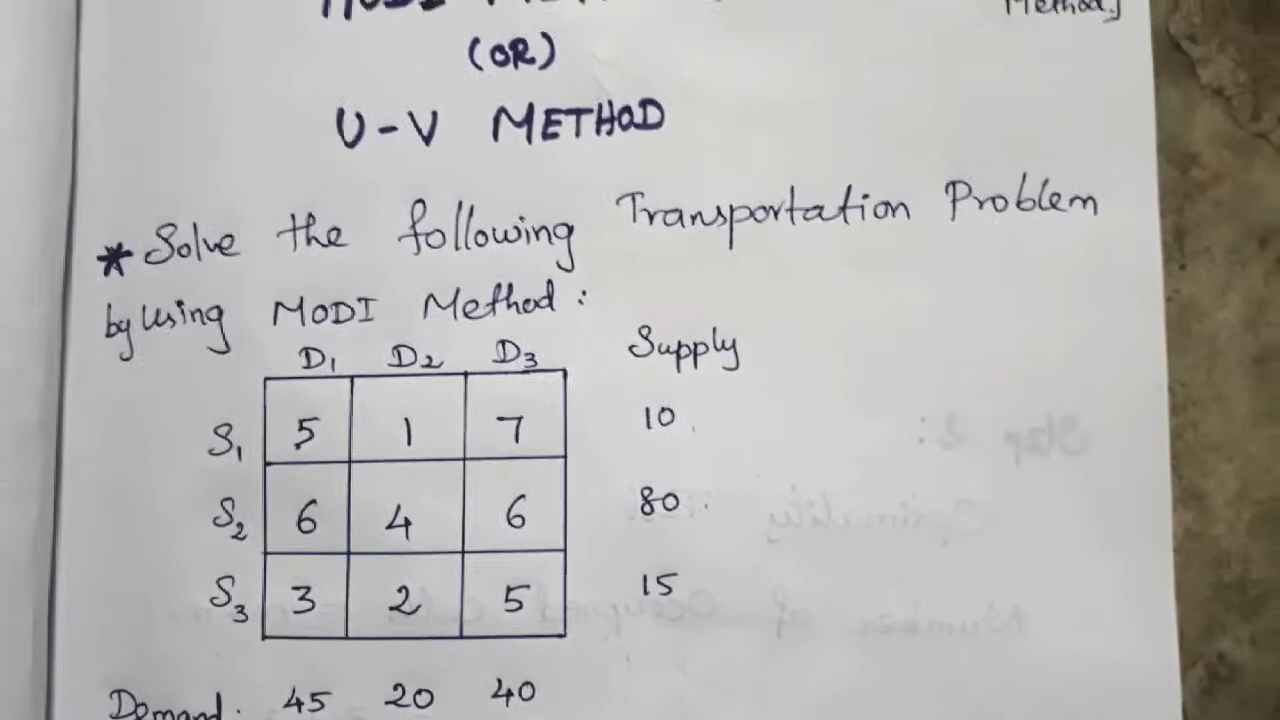 Method]
(OR)
U-V METHOD
* Solve the following Transportation Problem
by using MODI Method:
D1 D2 D3 Supply
S1 5 1 7 10
S2 6 4 6 80
S3 3 2 5 15
Demand: 45 20 40